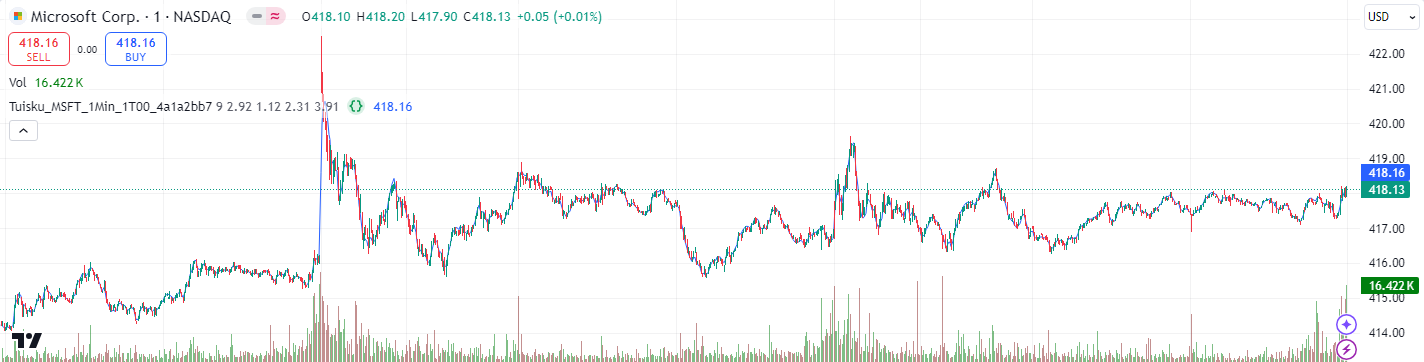 Microsoft Corp. · 1 · NASDAQ O418.10 H418.20 L417.90 C418.13 +0.05 (+0.01%)
USD
418.16 SELL
0.00
418.16 BUY
Vol 16.422 K
Tuisku_MSFT_1Min_1T00_4a1a2bb7 9 2.92 1.12 2.31 3.91 {} 418.16
422.00
421.00
420.00
419.00
418.16
418.13
417.00
416.00
16.422 K
415.00
414.00